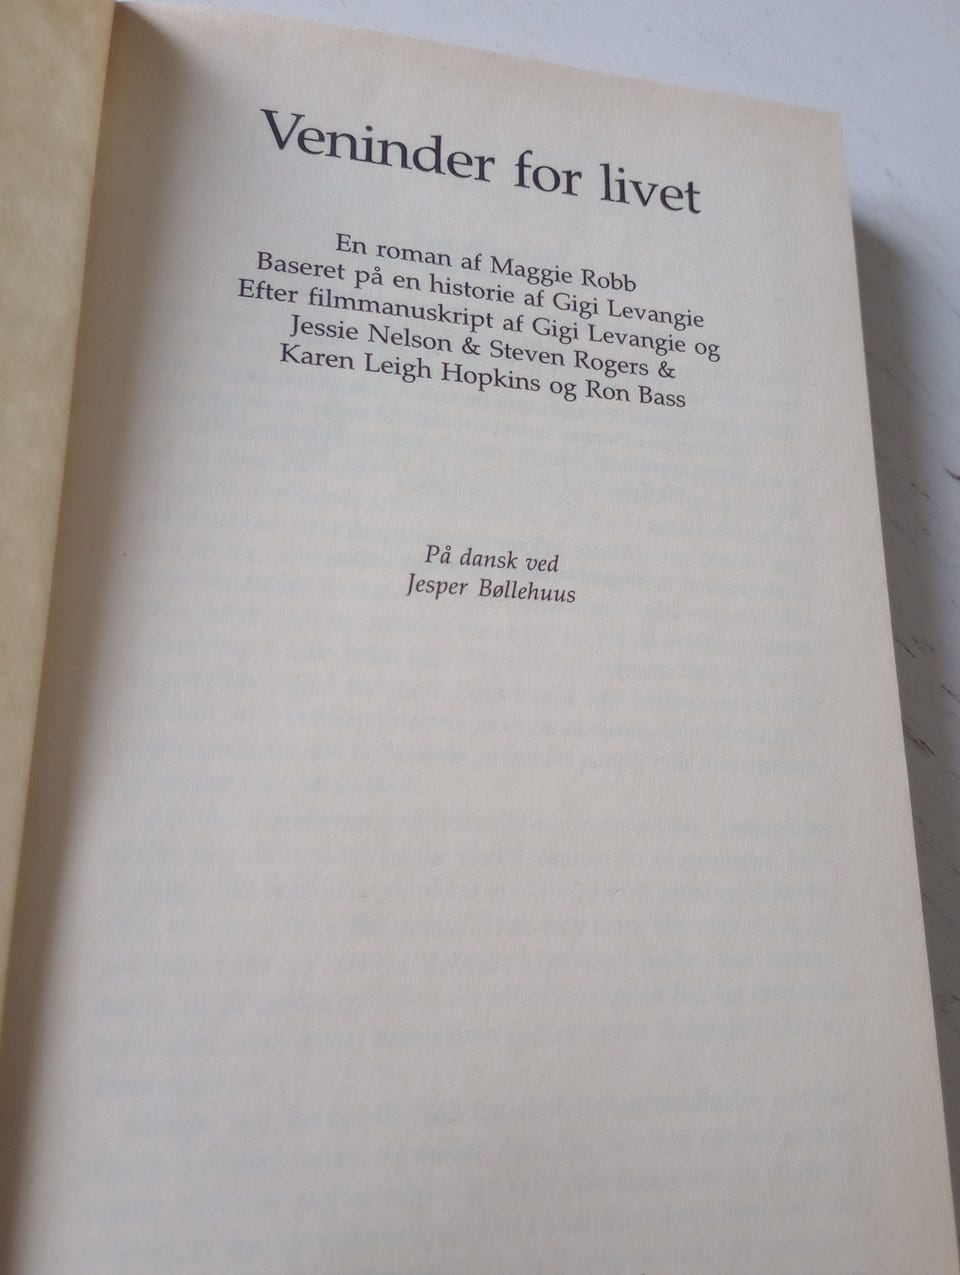 Veninder for livet
En roman af Maggie Robb
Baseret på en historie af Gigi Levangie
Efter filmmanuskript af Gigi Levangie og
Jessie Nelson & Steven Rogers &
Karen Leigh Hopkins og Ron Bass
På dansk ved
Jesper Bøllehuus